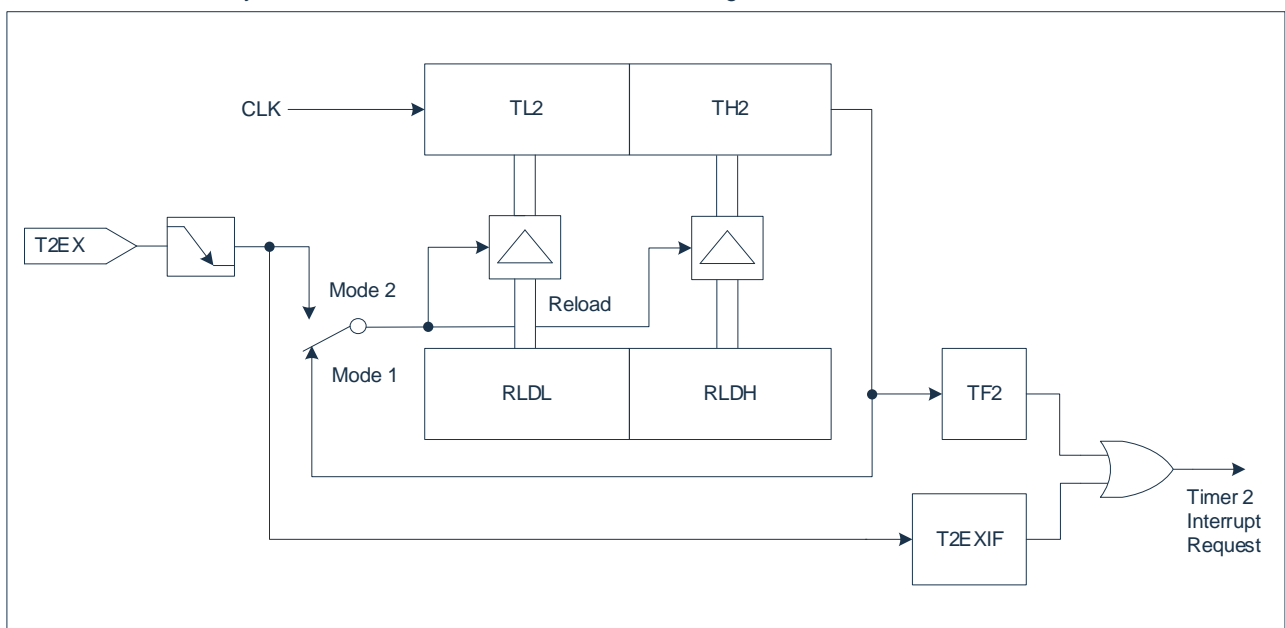 CLK
TL2
TH2
T2EX
Mode 2
Reload
Mode 1
RLDL
RLDH
TF2
T2EXIF
Timer 2
Interrupt
Request